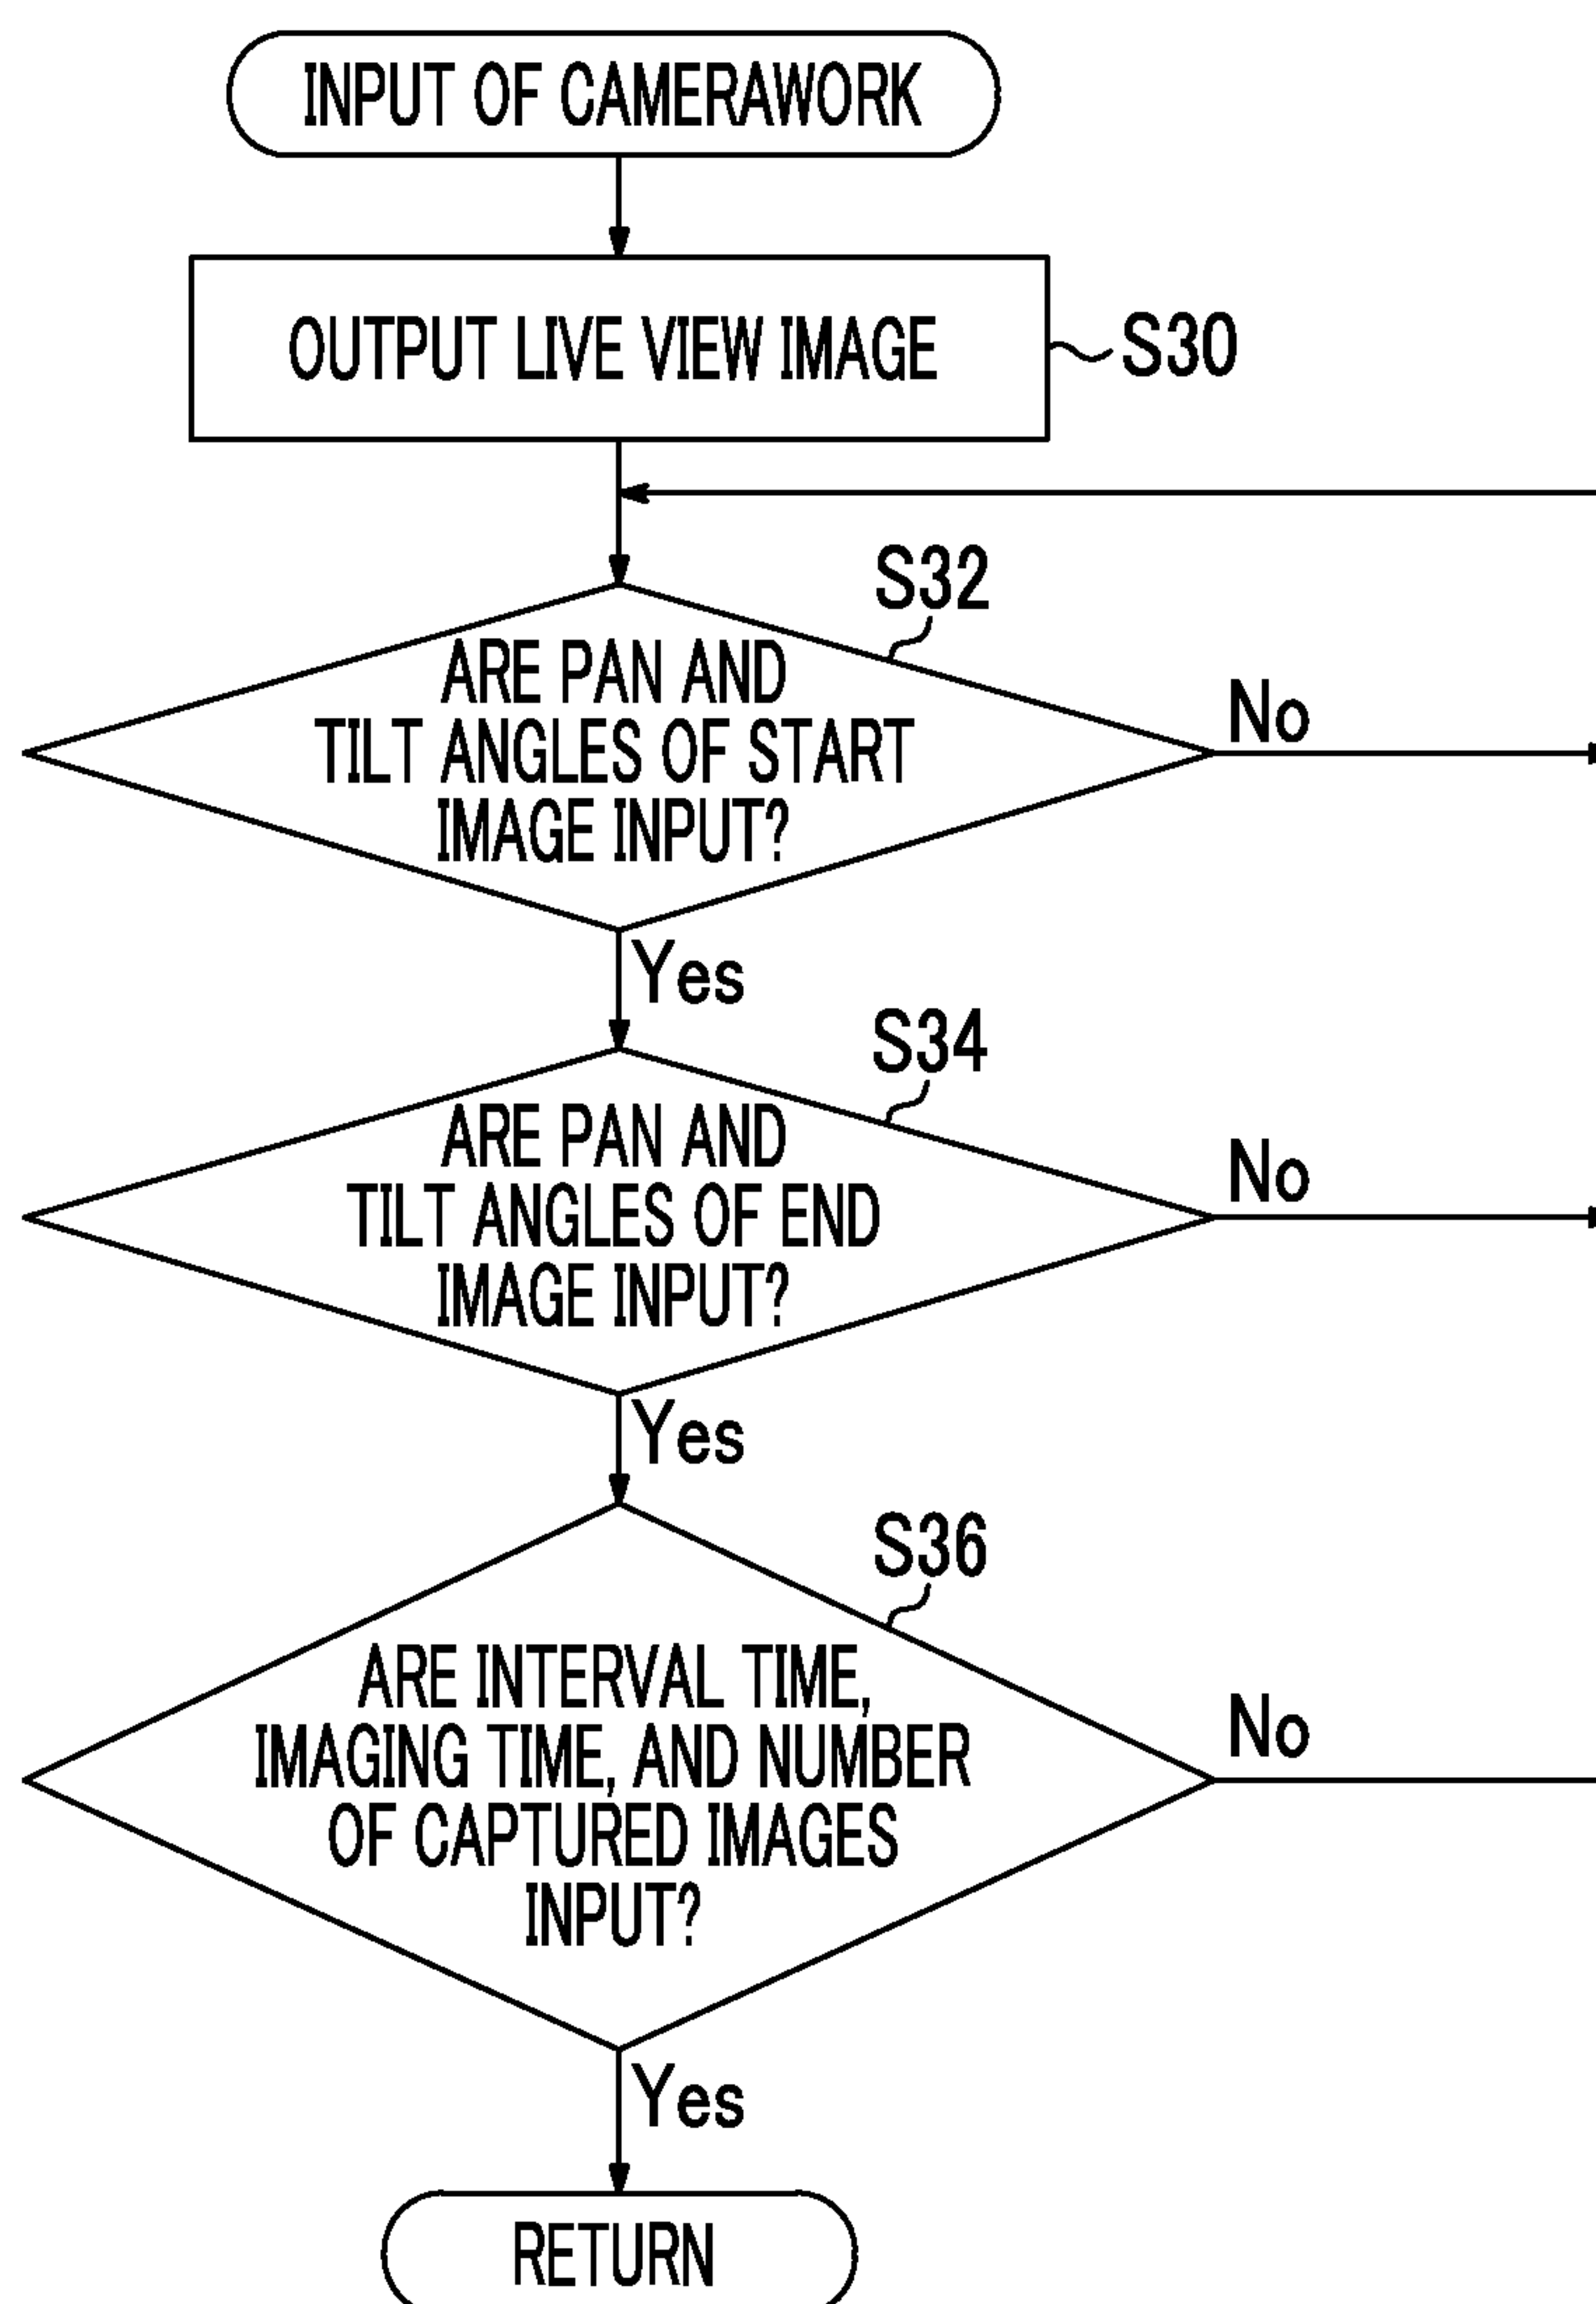 INPUT OF CAMERAWORK
OUTPUT LIVE VIEW IMAGE
S30
S32
ARE PAN AND
TILT ANGLES OF START
IMAGE INPUT?
No
Yes
S34
ARE PAN AND
TILT ANGLES OF END
IMAGE INPUT?
No
Yes
S36
ARE INTERVAL TIME,
IMAGING TIME, AND NUMBER
OF CAPTURED IMAGES
INPUT?
No
Yes
RETURN